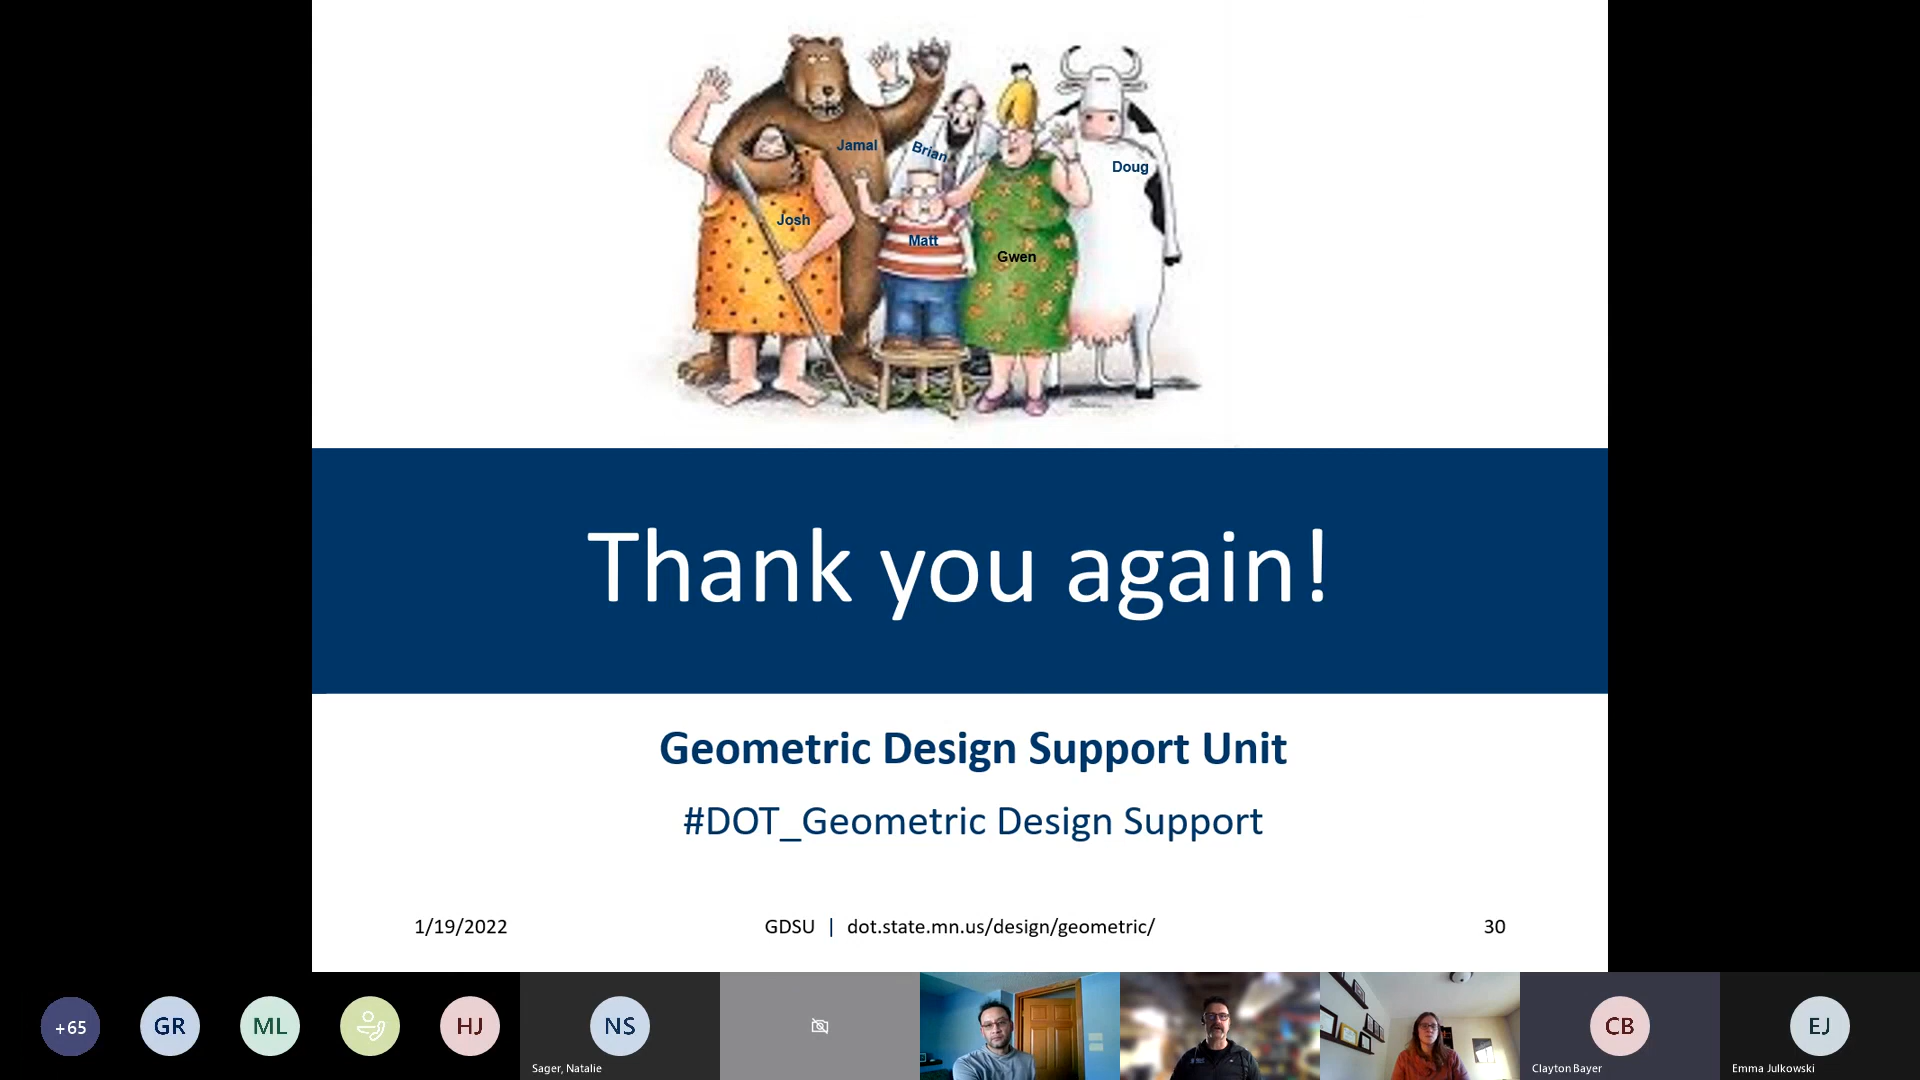 Jamal
Brian
Doug
Josh
Matt
Gwen
Thank you again!
Geometric Design Support Unit
#DOT_Geometric Design Support
1/19/2022
GDSU | dot.state.mn.us/design/geometric/
30
+65
GR
ML
HJ
NS
Sager, Natalie
CB
Clayton Bayer
EJ
Emma Julkowski